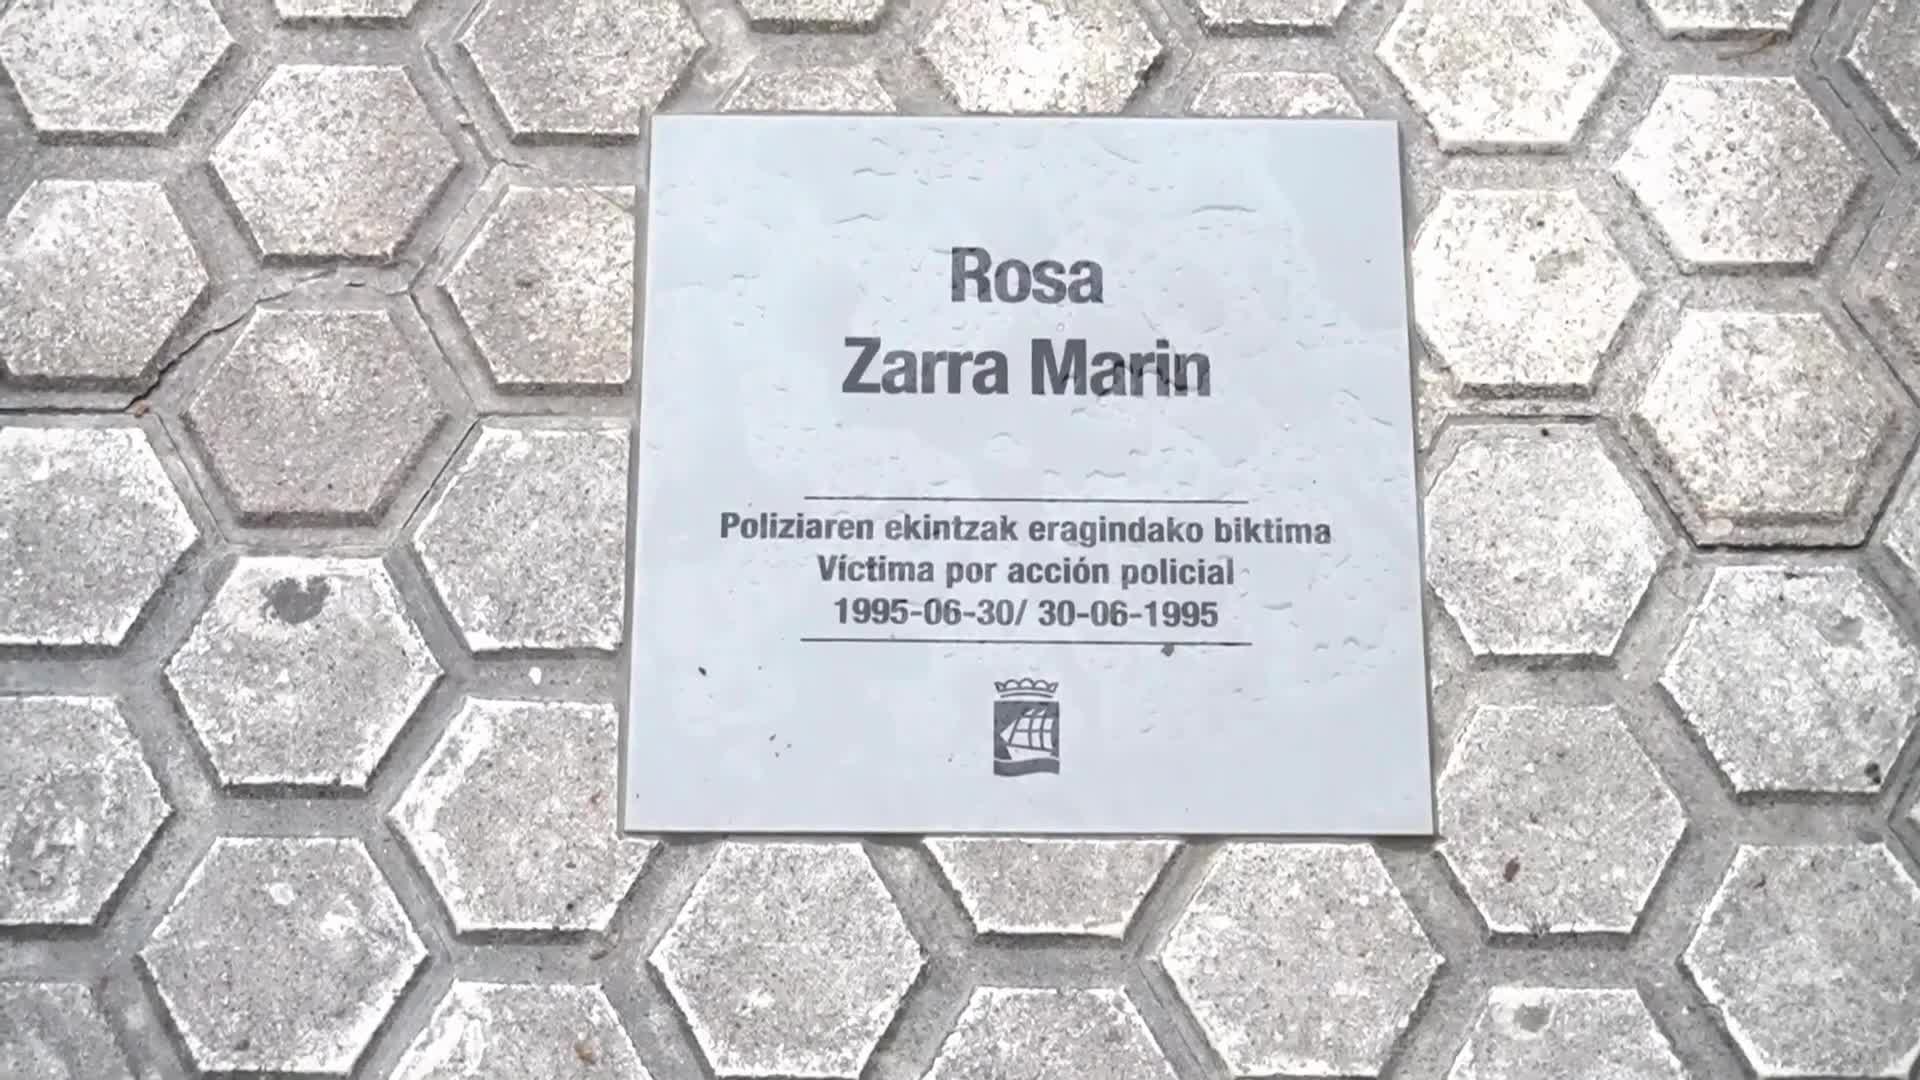 Rosa
Zarra Marin
Poliziaren ekintzak eragindako biktima
Víctima por acción policial
1995-06-30/ 30-06-1995